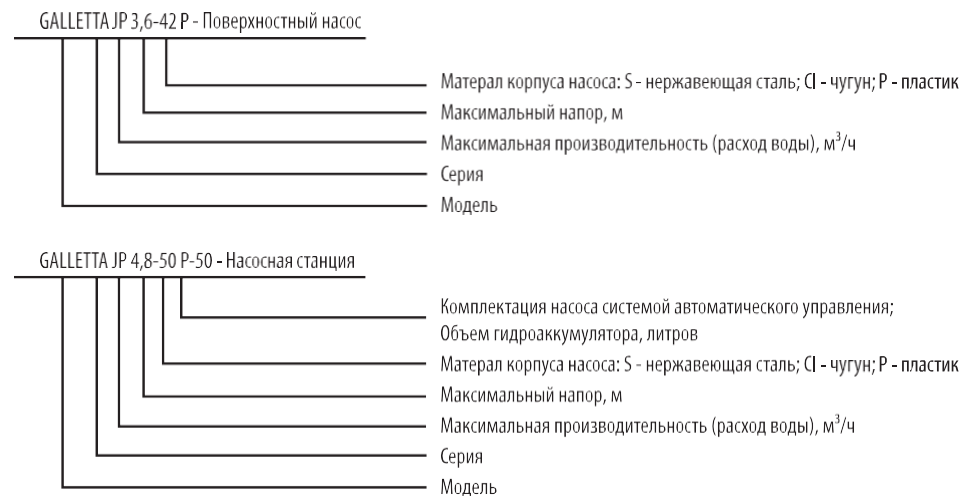 GALLETTA JP 3,6-42 P - Поверхностный насос
Матерал корпуса насоса: S - нержавеющая сталь; CI - чугун; P - пластик
Максимальный напор, м
Максимальная производительность (расход воды), м³/ч
Серия
Модель
GALLETTA JP 4,8-50 P-50 - Насосная станция
Комплектация насоса системой автоматического управления;
Объем гидроаккумулятора, литров
Матерал корпуса насоса: S - нержавеющая сталь; CI - чугун; P - пластик
Максимальный напор, м
Максимальная производительность (расход воды), м³/ч
Серия
Модель